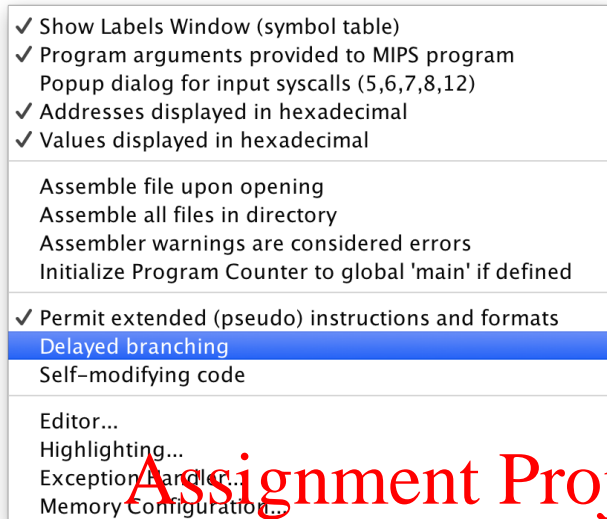 Show Labels Window (symbol table)
Program arguments provided to MIPS program
Popup dialog for input syscalls (5,6,7,8,12)
Addresses displayed in hexadecimal
Values displayed in hexadecimal
Assemble file upon opening
Assemble all files in directory
Assembler warnings are considered errors
Initialize Program Counter to global 'main' if defined
Permit extended (pseudo) instructions and formats
Delayed branching
Self-modifying code
Editor...
Highlighting...
Exception Handler...
Memory Configuration...
Assignment